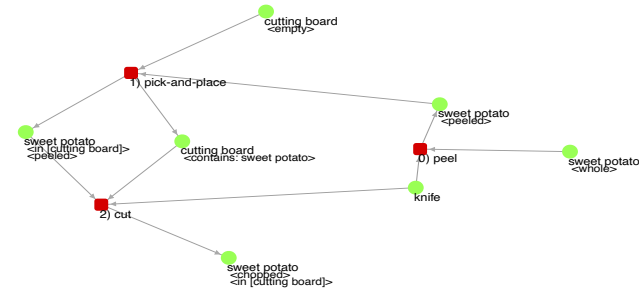 cutting board
<empty>
1) pick-and-place
sweet potato
<peeled>
sweet potato
<in [cutting board]>
<peeled>
cutting board
<contains: sweet potato>
0) peel
sweet potato
<whole>
knife
2) cut
sweet potato
<chopped>
<in [cutting board]>